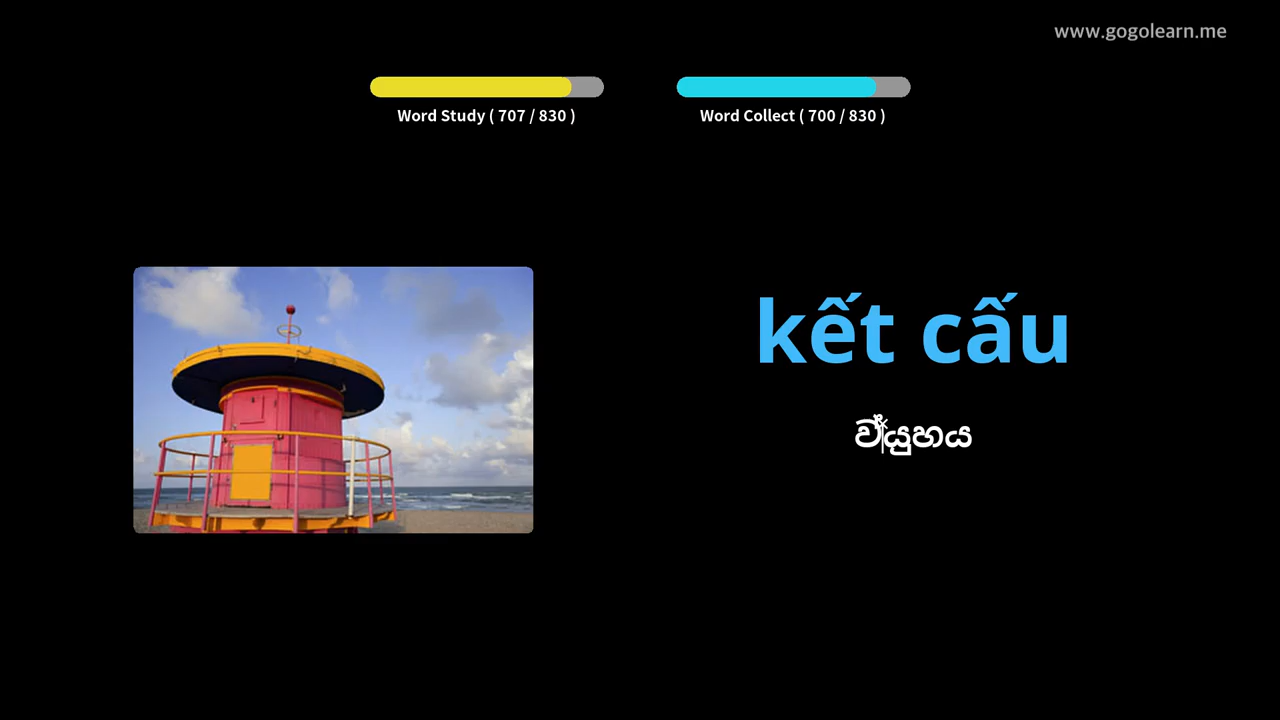 www.gogolearn.me
Word Study ( 707 / 830 )
Word Collect ( 700 / 830 )
kết cấu
ව්‍යුහය